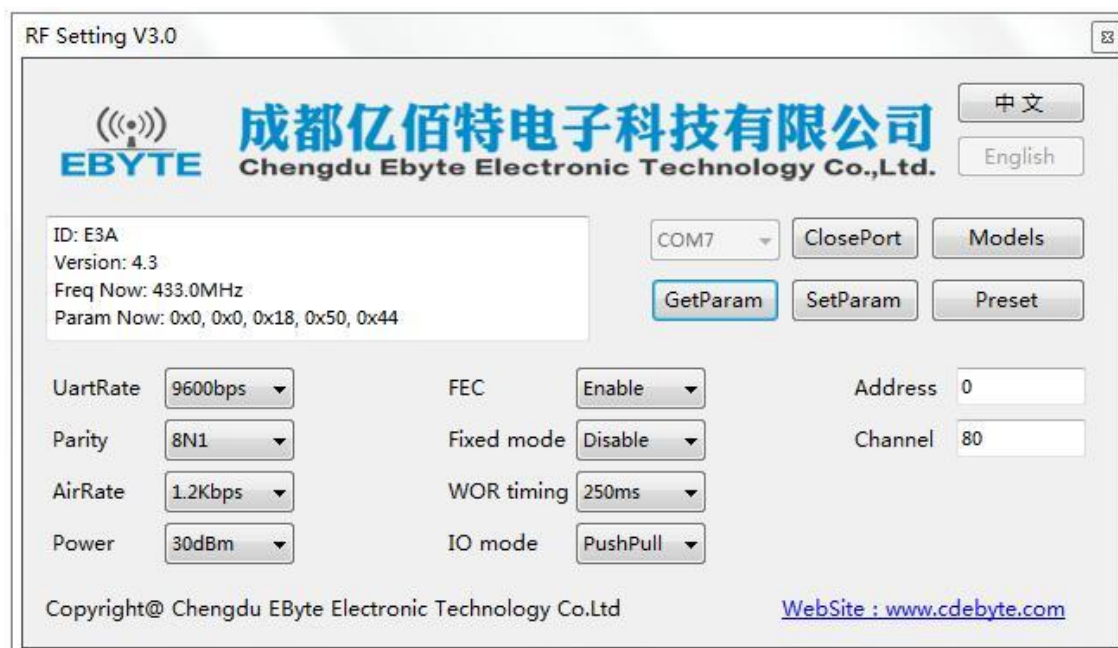 RF Setting V3.0
中文
成都亿佰特电子科技有限公司
EBYTE
Chengdu Ebyte Electronic Technology Co.,Ltd.
English
ID: E3A
Version: 4.3
Freq Now: 433.0MHz
Param Now: 0x0, 0x0, 0x18, 0x50, 0x44
COM7 ClosePort Models
GetParam SetParam Preset
UartRate 9600bps FEC Enable Address 0
Parity 8N1 Fixed mode Disable Channel 80
AirRate 1.2Kbps WOR timing 250ms
Power 30dBm IO mode PushPull
Copyright@ Chengdu EByte Electronic Technology Co.Ltd WebSite : www.cdebyte.com